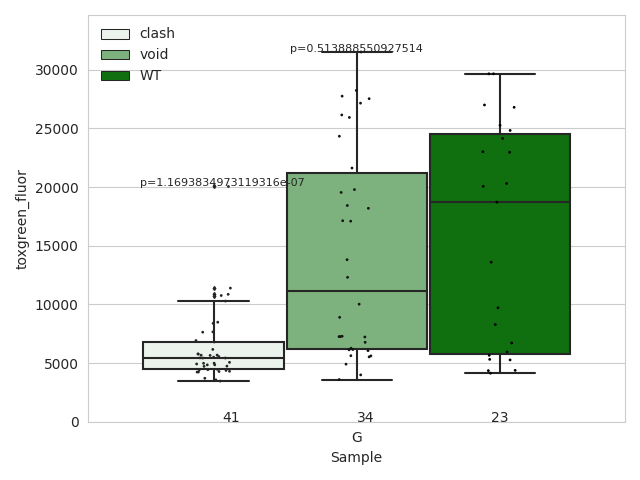 clash
void
WT
p=0.513888550927514
p=1.1693834973119316e-07
toxgreen_fluor
30000
25000
20000
15000
10000
5000
0
41
34
23
G
Sample